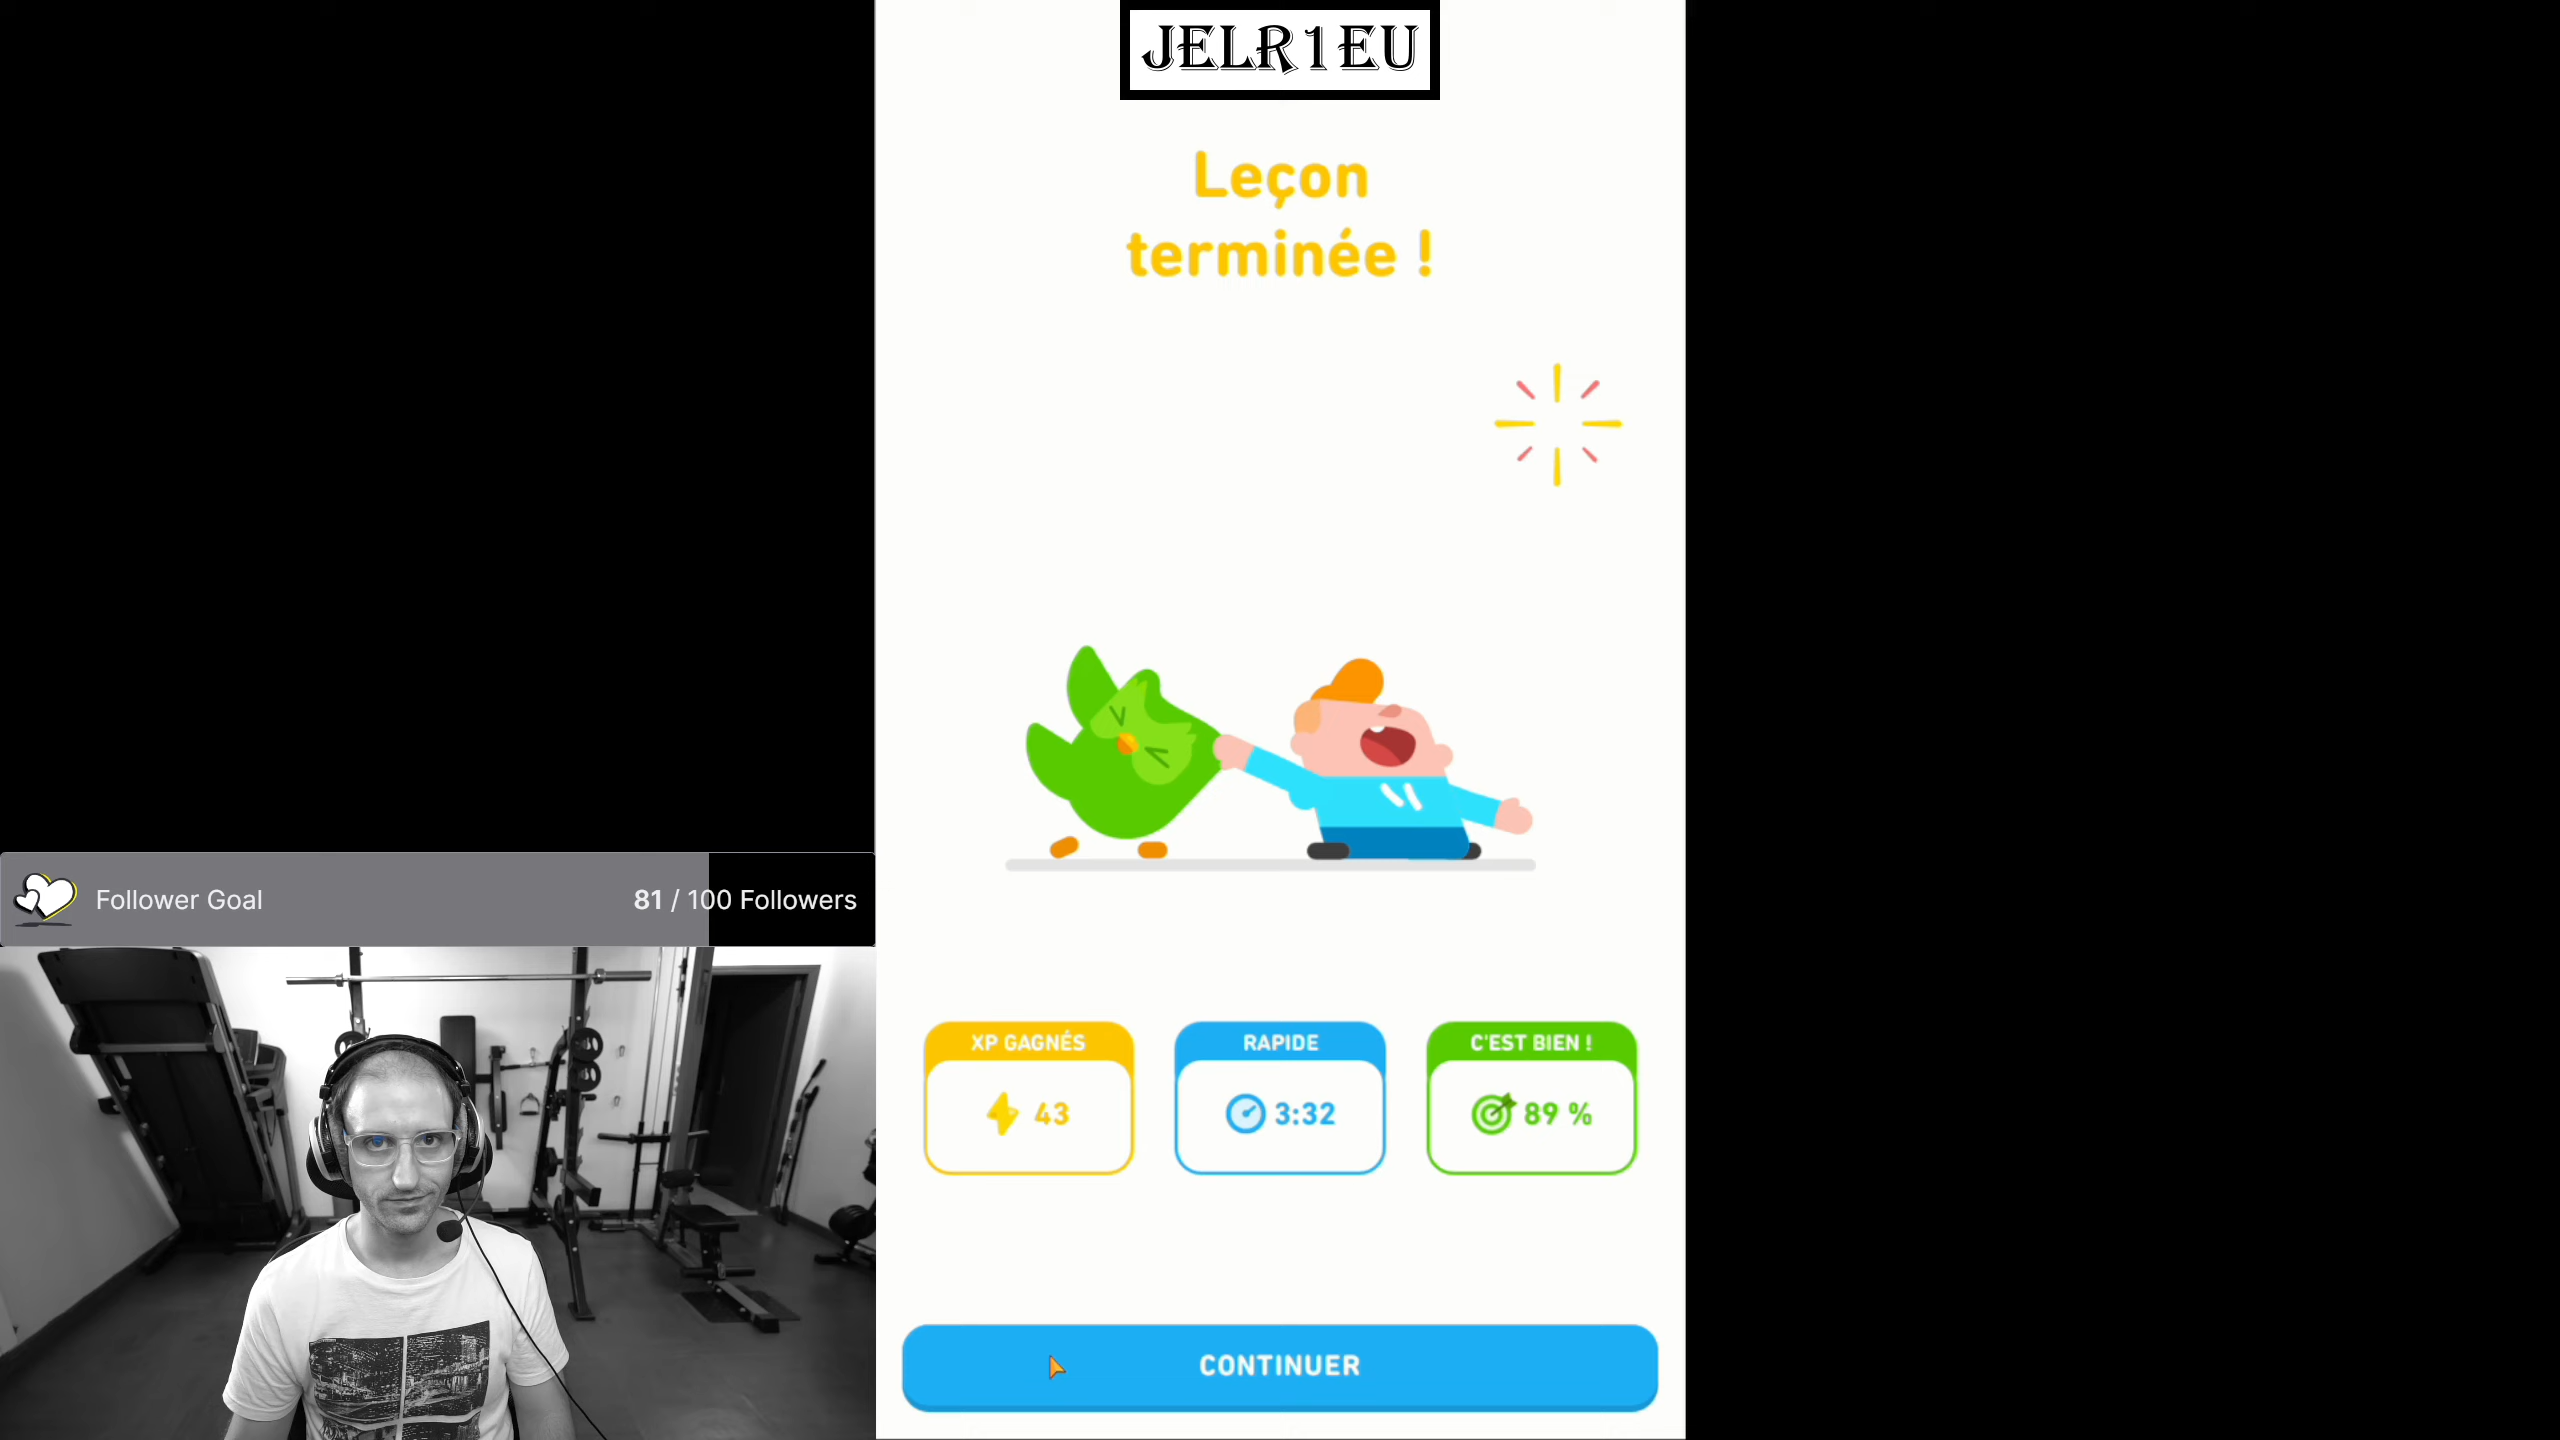 JELR1EU
Leçon
terminée !
Follower Goal
81 / 100 Followers
XP GAGNÉS
43
RAPIDE
3:32
C'EST BIEN !
89 %
CONTINUER